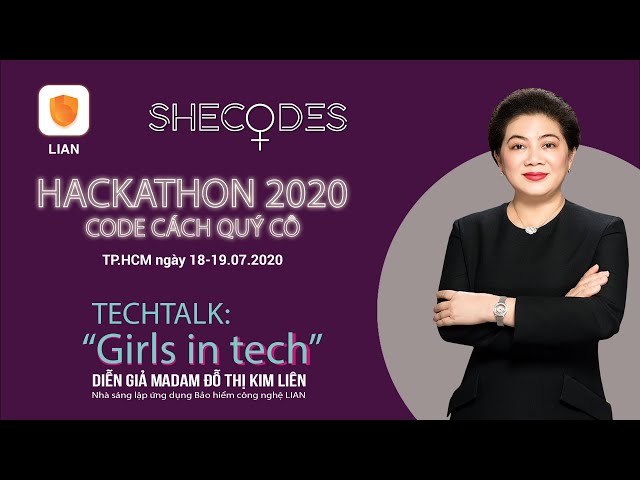 LIAN
SHECODES
HACKATHON 2020
CODE CÁCH QUÝ CÔ
TP.HCM ngày 18-19.07.2020
TECHTALK:
“Girls in tech”
DIỄN GIẢ MADAM ĐỖ THỊ KIM LIÊN
Nhà sáng lập ứng dụng Bảo hiểm công nghệ LIAN